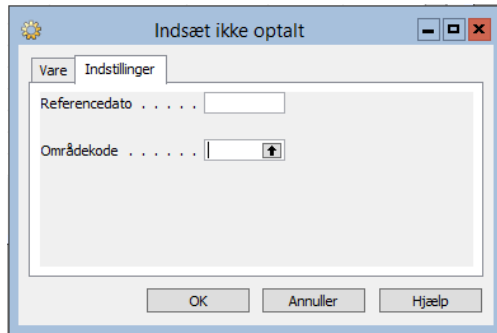 Indsæt ikke optalt
Vare Indstillinger
Referencedato . . . . .
Områdekode . . . . . .
OK Annuller Hjælp